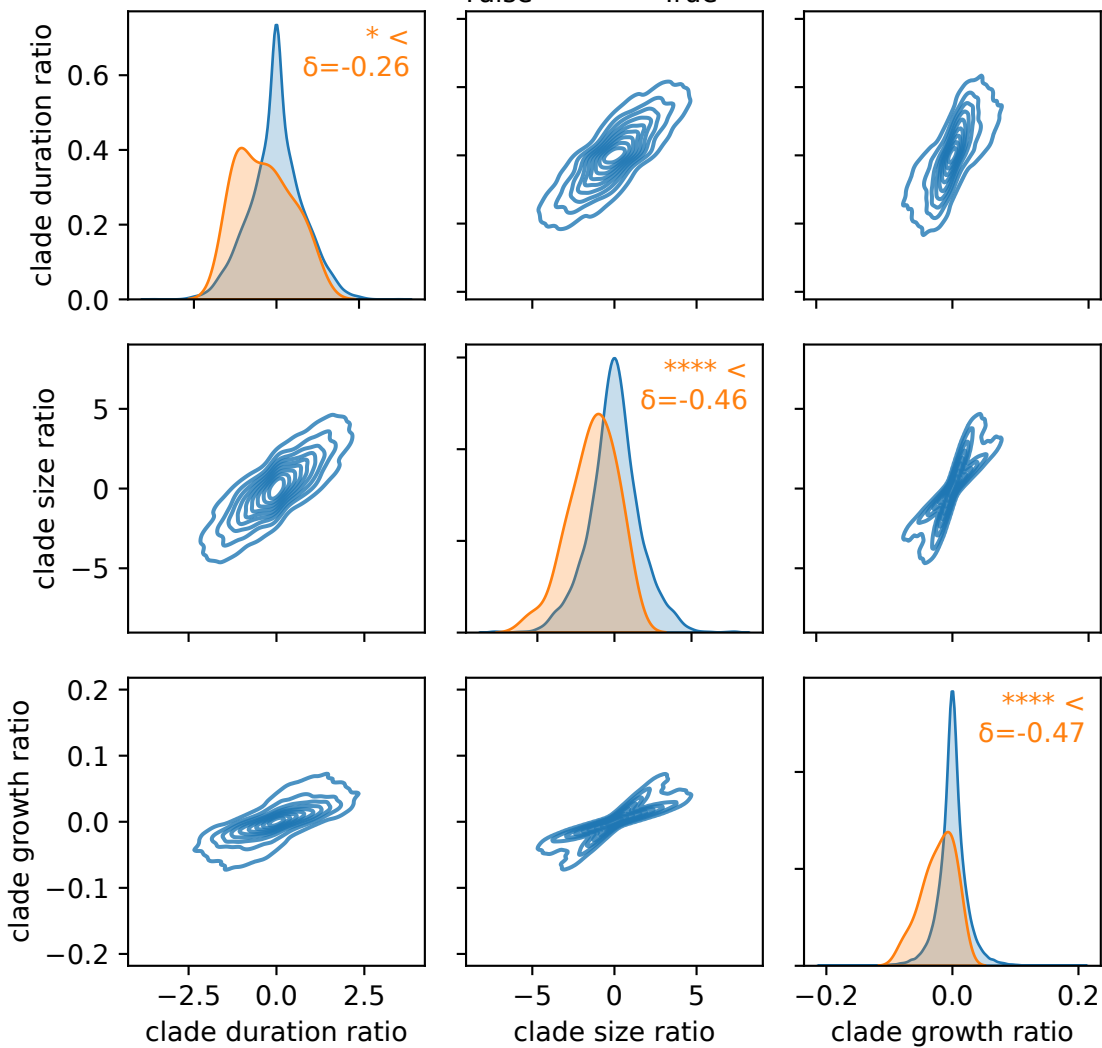 clade duration ratio
0.6
0.4
0.2
0.0
* <
δ=-0.26
clade size ratio
5
0
−5
**** <
δ=-0.46
clade growth ratio
0.2
0.1
0.0
−0.1
−0.2
**** <
δ=-0.47
−2.5 0.0 2.5
−5 0 5
−0.2 0.0 0.2
clade duration ratio
clade size ratio
clade growth ratio